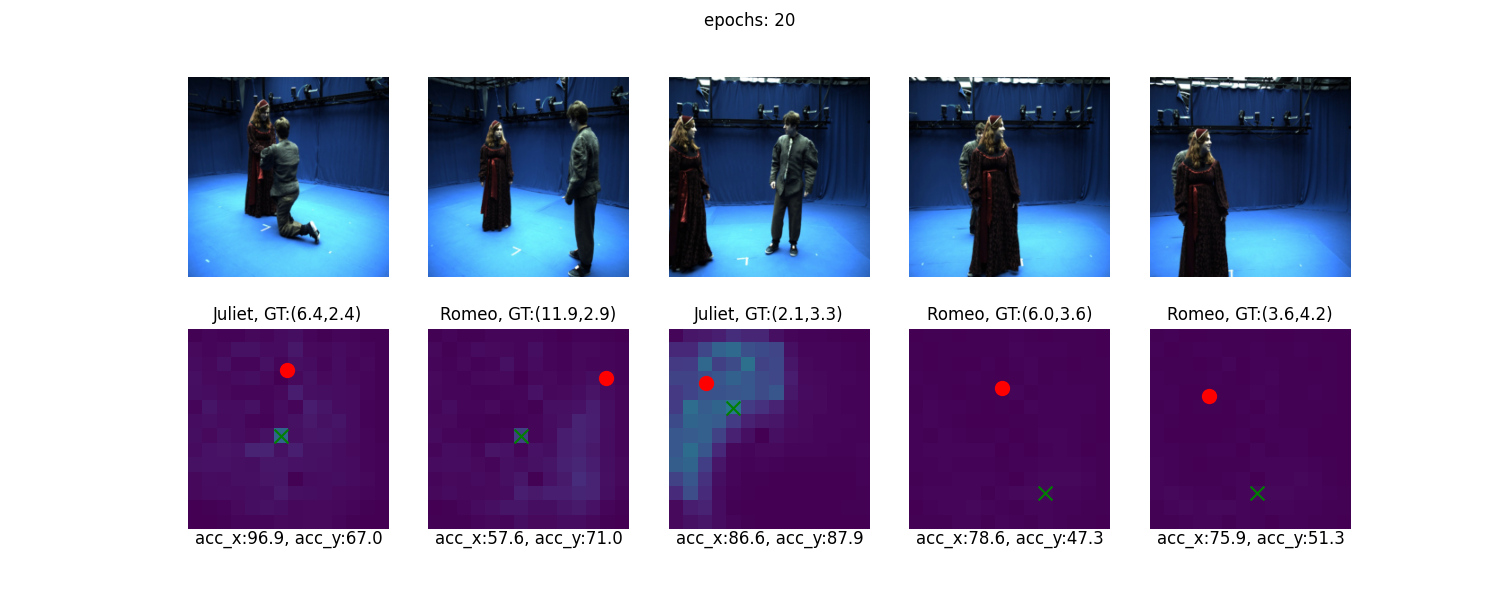 epochs: 20
Juliet, GT:(6.4,2.4)
Romeo, GT:(11.9,2.9)
Juliet, GT:(2.1,3.3)
Romeo, GT:(6.0,3.6)
Romeo, GT:(3.6,4.2)
acc_x:96.9, acc_y:67.0
acc_x:57.6, acc_y:71.0
acc_x:86.6, acc_y:87.9
acc_x:78.6, acc_y:47.3
acc_x:75.9, acc_y:51.3